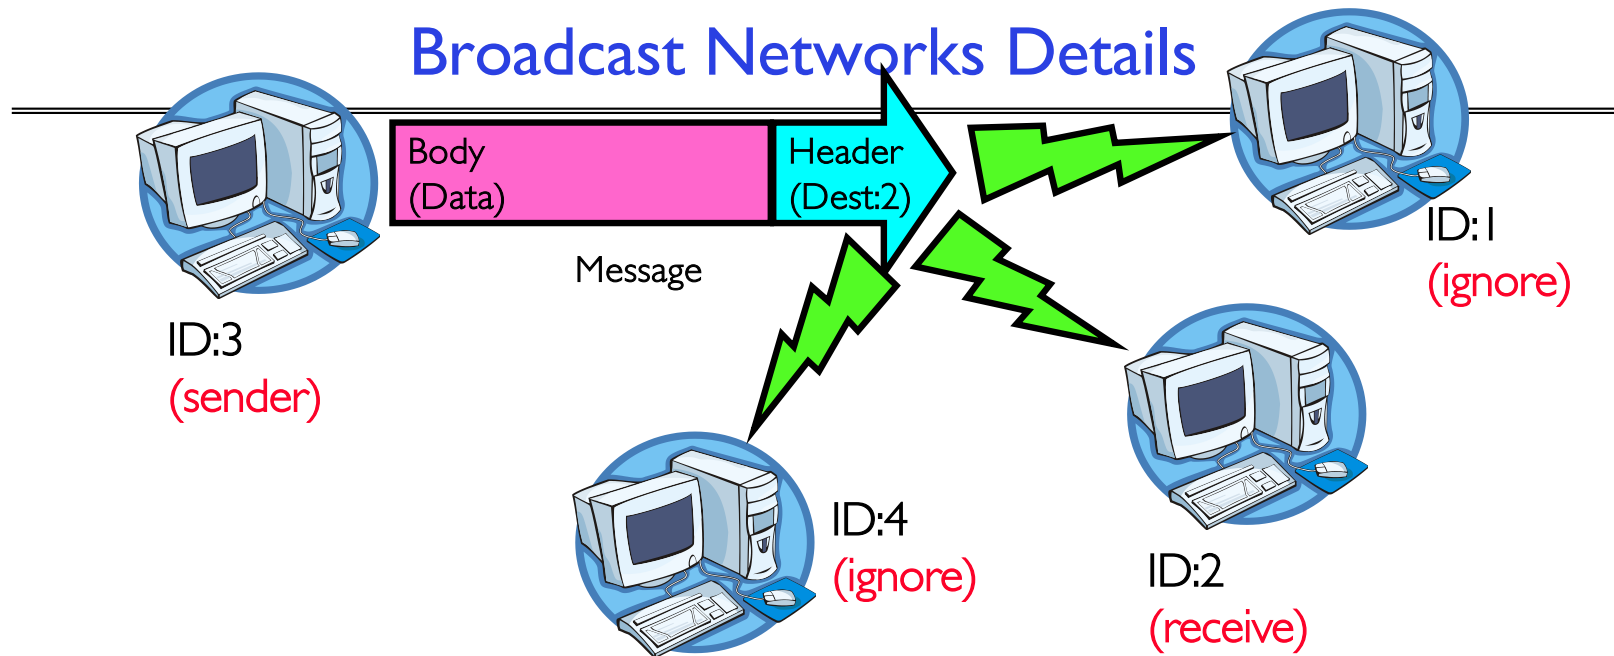 Broadcast Networks Details
Body
(Data)
Header
(Dest:2)
Message
ID:1
(ignore)
ID:3
(sender)
ID:4
(ignore)
ID:2
(receive)